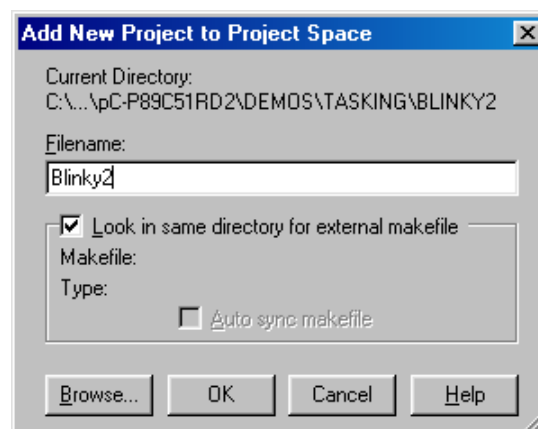 Add New Project to Project Space
Current Directory:
C:\...\pC-P89C51RD2\DEMOS\TASKING\BLINKY2
Filename:
Blinky2
Look in same directory for external makefile
Makefile:
Type:
Auto sync makefile
Browse... OK Cancel Help